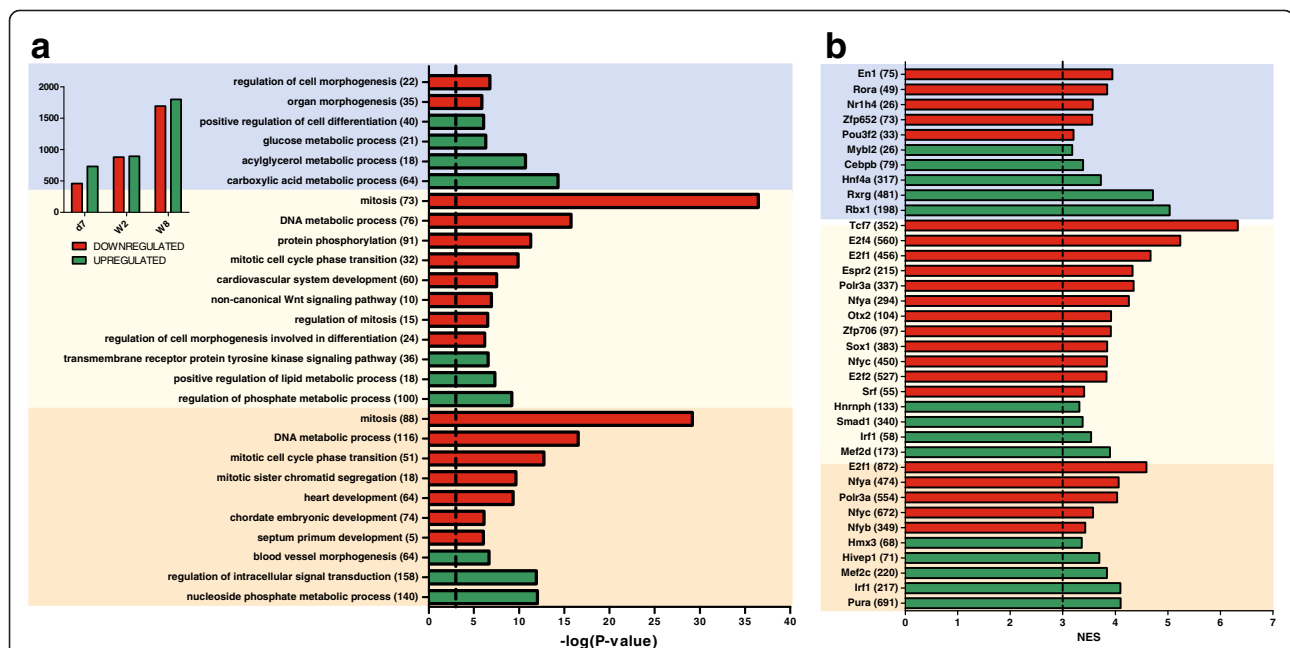 a
2000
1500
1000
500
0
d7
W2
W8
DOWNREGULATED
UPREGULATED
regulation of cell morphogenesis (22)
organ morphogenesis (35)
positive regulation of cell differentiation (40)
glucose metabolic process (21)
acylglycerol metabolic process (18)
carboxylic acid metabolic process (64)
mitosis (73)
DNA metabolic process (76)
protein phosphorylation (91)
mitotic cell cycle phase transition (32)
cardiovascular system development (60)
non-canonical Wnt signaling pathway (10)
regulation of mitosis (15)
regulation of cell morphogenesis involved in differentiation (24)
transmembrane receptor protein tyrosine kinase signaling pathway (36)
positive regulation of lipid metabolic process (18)
regulation of phosphate metabolic process (100)
mitosis (88)
DNA metabolic process (116)
mitotic cell cycle phase transition (51)
mitotic sister chromatid segregation (18)
heart development (64)
chordate embryonic development (74)
septum primum development (5)
blood vessel morphogenesis (64)
regulation of intracellular signal transduction (158)
nucleoside phosphate metabolic process (140)
0 5 10 15 20 25 30 35 40
-log(P-value)
b
En1 (75)
Rora (49)
Nr1h4 (26)
Zfp652 (73)
Pou3f2 (33)
Mybl2 (26)
Cebpb (79)
Hnf4a (317)
Rxrg (481)
Rbx1 (198)
Tcf7 (352)
E2f4 (560)
E2f1 (456)
Espr2 (215)
Polr3a (337)
Nfya (294)
Otx2 (104)
Zfp706 (97)
Sox1 (383)
Nfyc (450)
E2f2 (527)
Srf (55)
Hnrnph (133)
Smad1 (340)
Irf1 (58)
Mef2d (173)
E2f1 (872)
Nfya (474)
Polr3a (554)
Nfyc (672)
Nfyb (349)
Hmx3 (68)
Hivep1 (71)
Mef2c (220)
Irf1 (217)
Pura (691)
0 1 2 3 4 5 6 7
NES